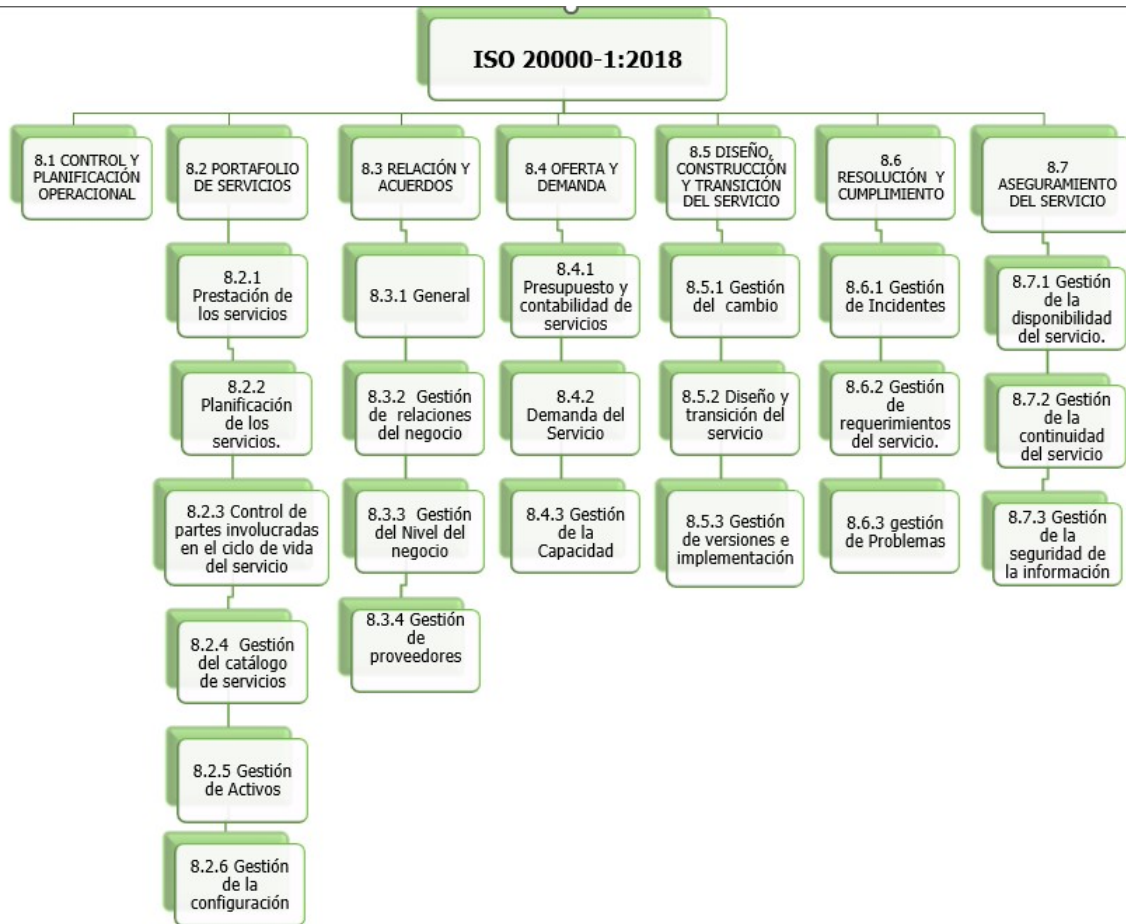 ISO 20000-1:2018
8.1 CONTROL Y
PLANIFICACIÓN
OPERACIONAL
8.2 PORTAFOLIO
DE SERVICIOS
8.2.1
Prestación de
los servicios
8.2.2
Planificación
de los
servicios.
8.2.3 Control de
partes involucradas
en el ciclo de vida
del servicio
8.2.4 Gestión
del catálogo
de servicios
8.2.5 Gestión
de Activos
8.2.6 Gestión
de la
configuración
8.3 RELACIÓN Y
ACUERDOS
8.3.1 General
8.3.2 Gestión
de relaciones
del negocio
8.3.3 Gestión
del Nivel del
negocio
8.3.4 Gestión
de
proveedores
8.4 OFERTA Y
DEMANDA
8.4.1
Presupuesto y
contabilidad de
servicios
8.4.2
Demanda del
Servicio
8.4.3 Gestión
de la
Capacidad
8.5 DISEÑO,
CONSTRUCCIÓN
Y TRANSICIÓN
DEL SERVICIO
8.5.1 Gestión
del cambio
8.5.2 Diseño y
transición del
servicio
8.5.3 Gestión
de versiones e
implementación
8.6
RESOLUCIÓN Y
CUMPLIMIENTO
8.6.1 Gestión
de Incidentes
8.6.2 Gestión
de
requerimientos
del servicio.
8.6.3 gestión
de Problemas
8.7
ASEGURAMIENTO
DEL SERVICIO
8.7.1 Gestión
de la
disponibilidad
del servicio.
8.7.2 Gestión
de la
continuidad
del servicio
8.7.3 Gestión
de la
seguridad de
la información